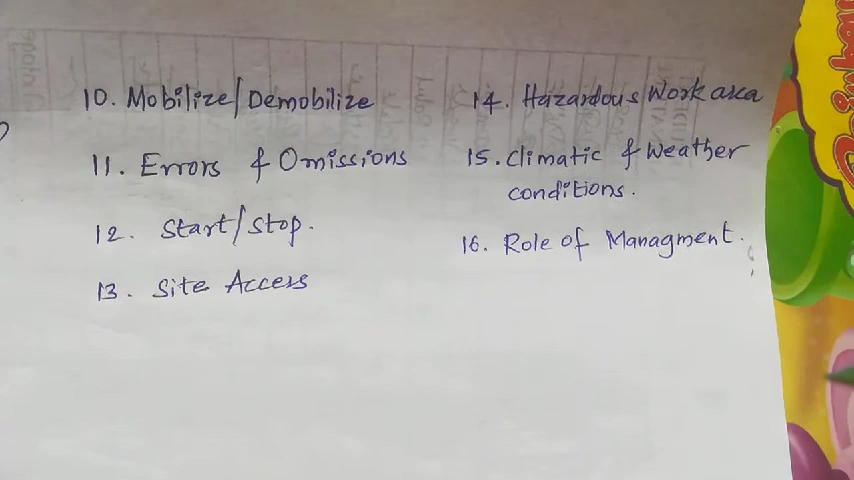 10. Mobilize/Demobilize
11. Errors & Omissions
12. Start/Stop.
13. Site Access
14. Hazardous Work area
15. Climatic & Weather
conditions.
16. Role of Managment.